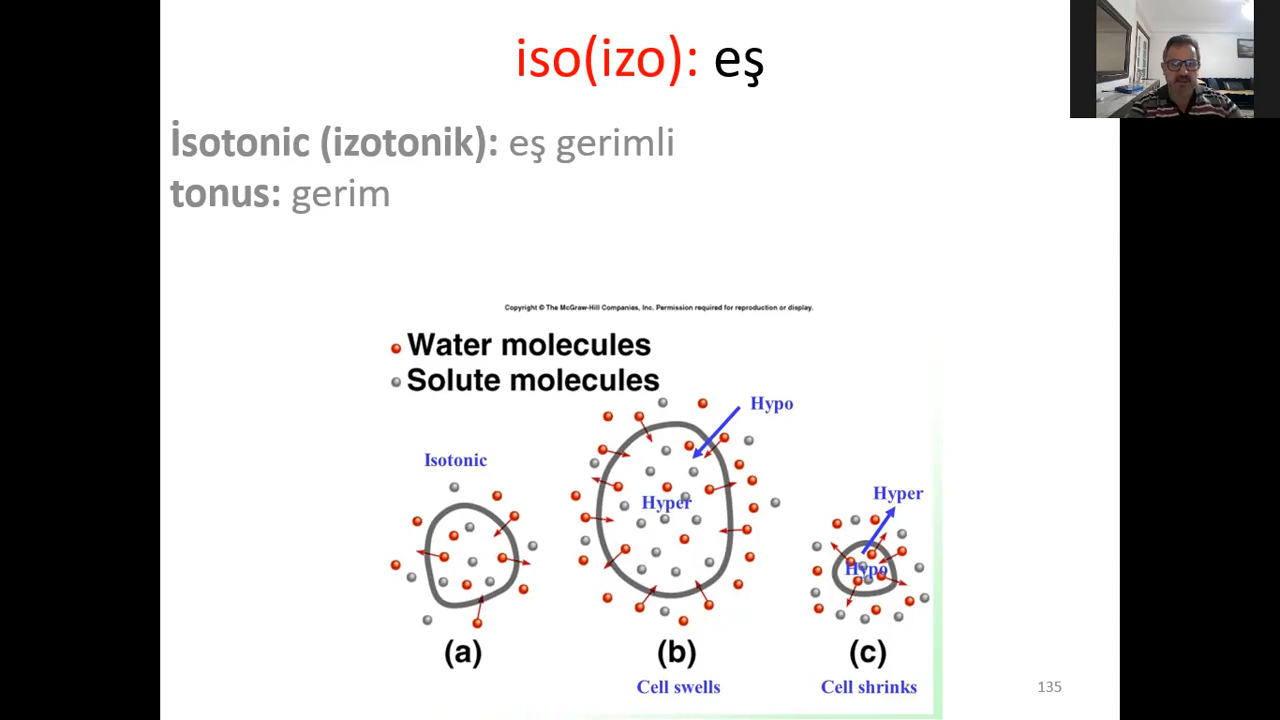 iso(izo): eş
İsotonic (izotonik): eş gerimli
tonus: gerim
Copyright © The McGraw-Hill Companies, Inc. Permission required for reproduction or display.
Water molecules
Solute molecules
Hypo
Isotonic
Hyper
Hyper
Hypo
(a)
(b)
(c)
Cell swells
Cell shrinks
135